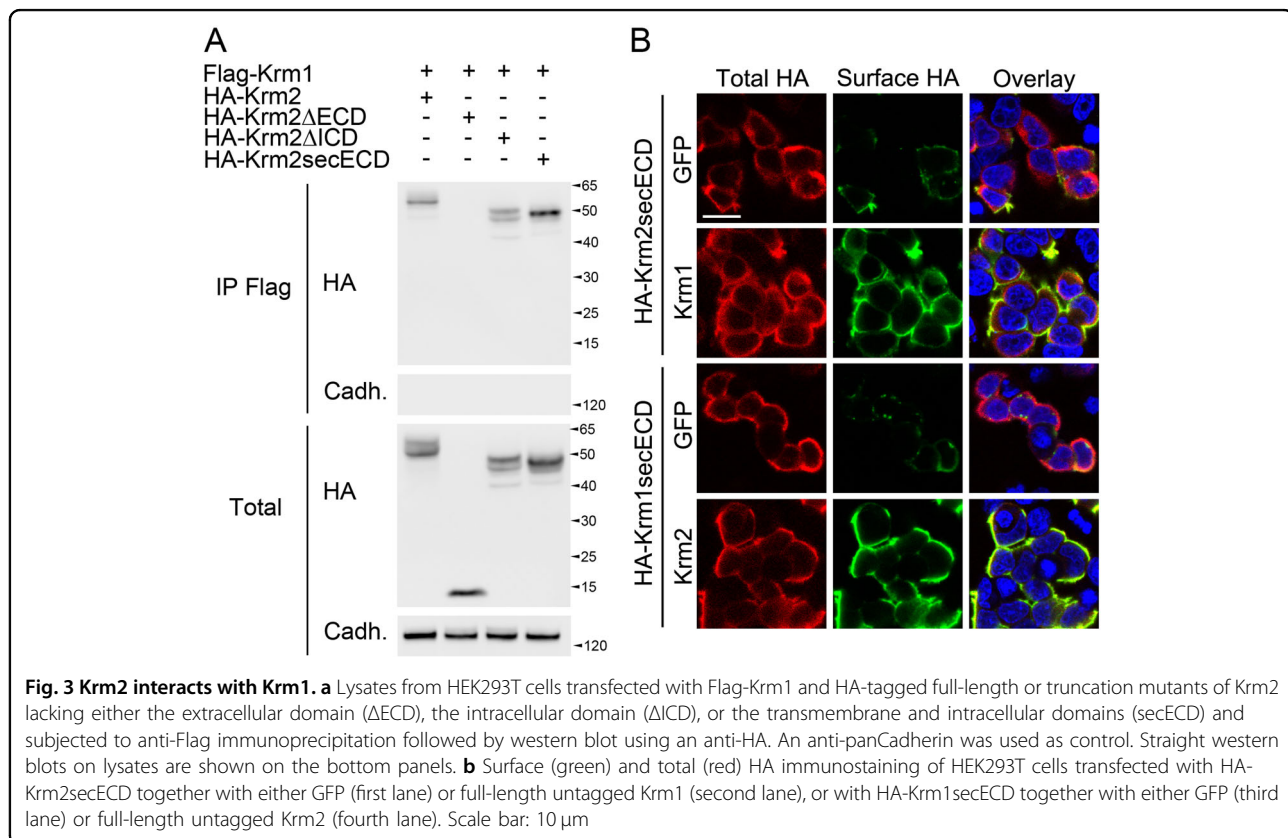 A
Flag-Krm1 + + + +
HA-Krm2 + - - -
HA-Krm2ΔECD - + - -
HA-Krm2ΔICD - - + -
HA-Krm2secECD - - - +
IP Flag
HA
65
50
40
30
25
15
Cadh.
120
Total
HA
65
50
40
30
25
15
Cadh.
120
B
Total HA Surface HA Overlay
HA-Krm2secECD
GFP
Krm1
HA-Krm1secECD
GFP
Krm2
Fig. 3 Krm2 interacts with Krm1. a Lysates from HEK293T cells transfected with Flag-Krm1 and HA-tagged full-length or truncation mutants of Krm2
lacking either the extracellular domain (ΔECD), the intracellular domain (ΔICD), or the transmembrane and intracellular domains (secECD) and
subjected to anti-Flag immunoprecipitation followed by western blot using an anti-HA. An anti-panCadherin was used as control. Straight western
blots on lysates are shown on the bottom panels. b Surface (green) and total (red) HA immunostaining of HEK293T cells transfected with HA-
Krm2secECD together with either GFP (first lane) or full-length untagged Krm1 (second lane), or with HA-Krm1secECD together with either GFP (third
lane) or full-length untagged Krm2 (fourth lane). Scale bar: 10 μm